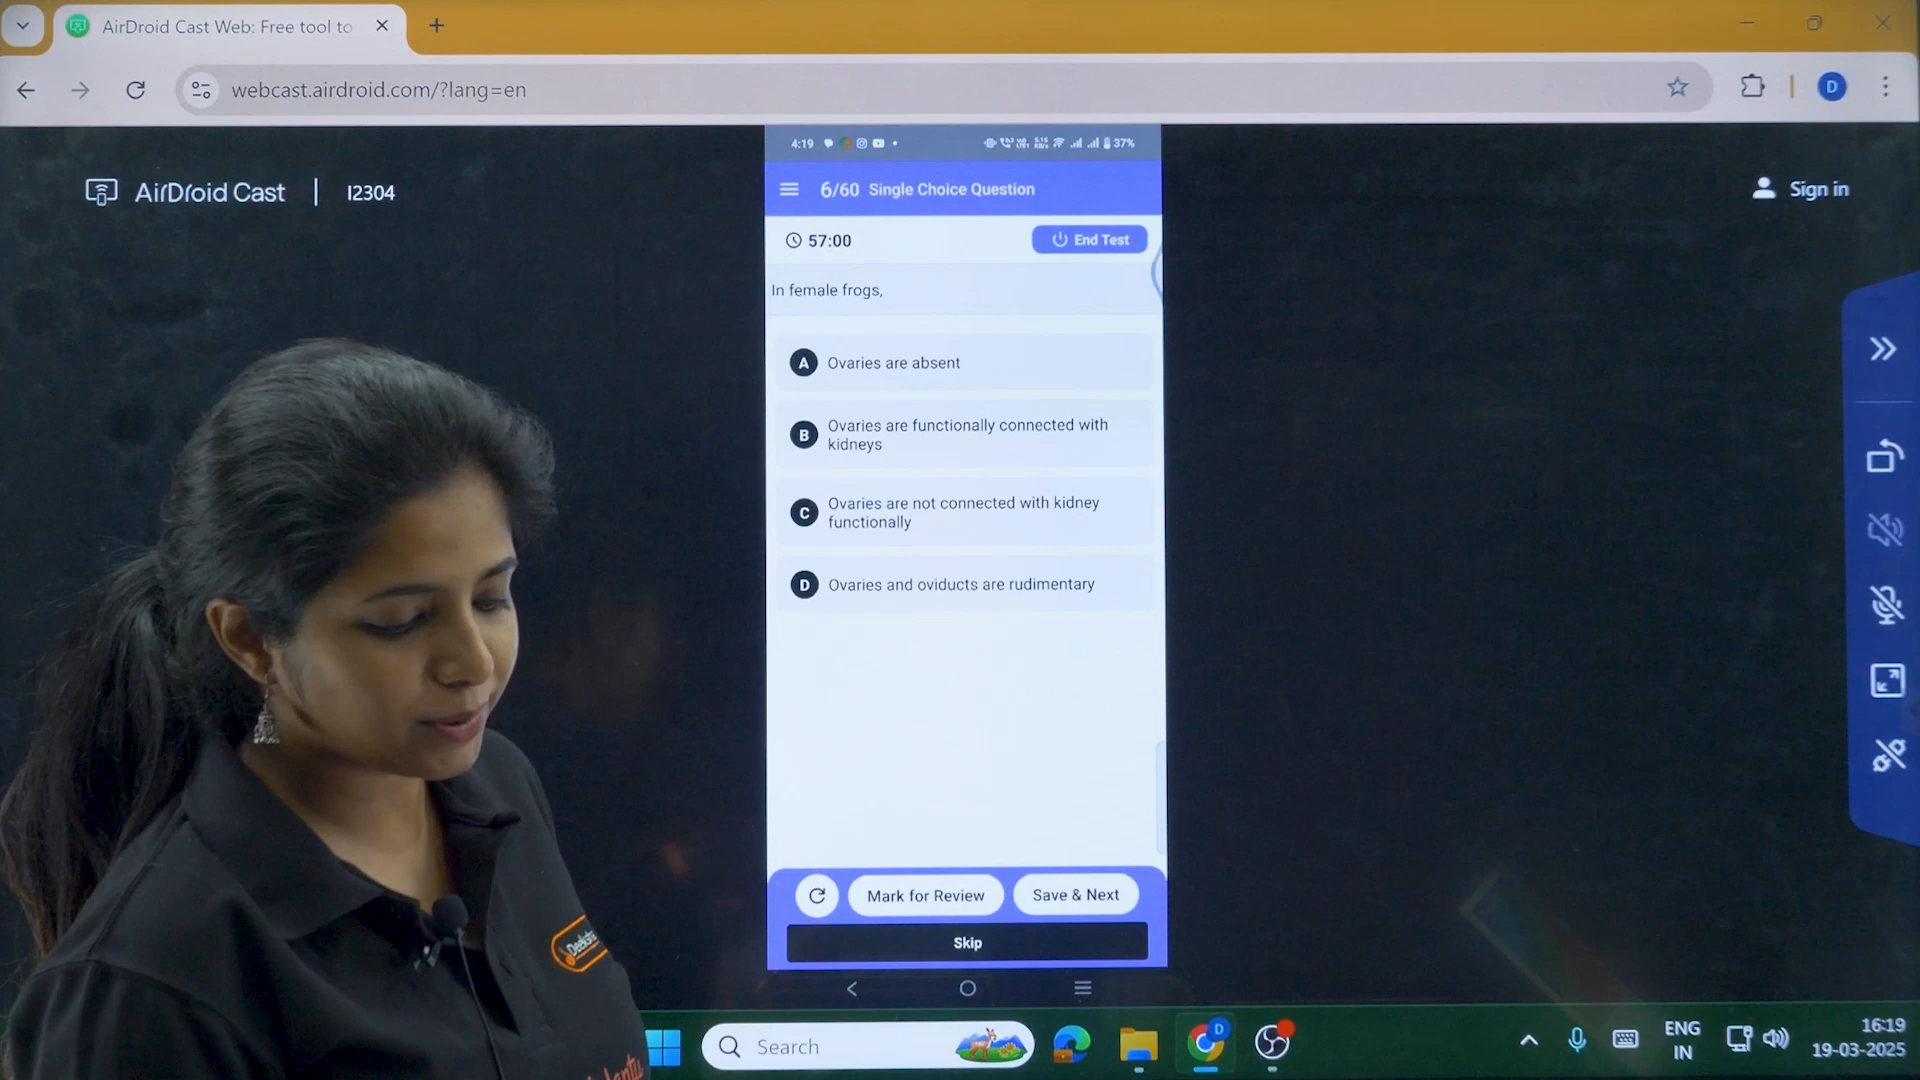 AirDroid Cast Web: Free tool to
webcast.airdroid.com/?lang=en
D
4:19
37%
AirDroid Cast | I2304
Sign in
6/60 Single Choice Question
57:00
End Test
In female frogs,
A Ovaries are absent
B Ovaries are functionally connected with
kidneys
C Ovaries are not connected with kidney
functionally
D Ovaries and oviducts are rudimentary
Mark for Review
Save & Next
Skip
Deeksha
Search
D
ENG
IN
16:19
19-03-2025